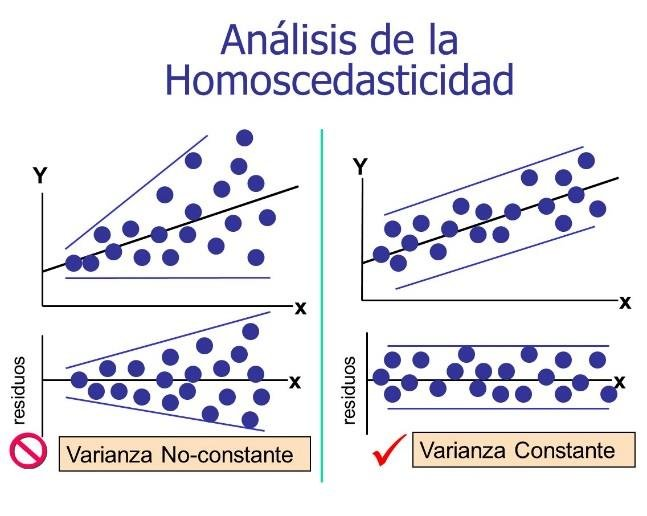 Análisis de la
Homoscedasticidad
Y
x
residuos
x
Varianza No-constante
Y
x
residuos
x
Varianza Constante